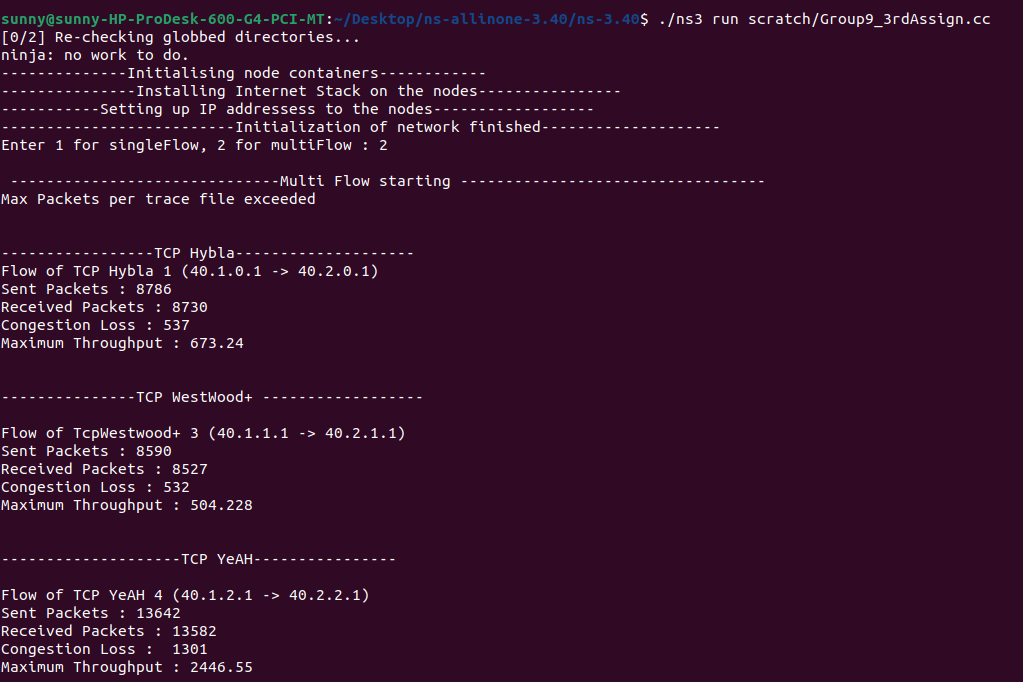 sunny@sunny-HP-ProDesk-600-G4-PCI-MT:~/Desktop/ns-allinone-3.40/ns-3.40$ ./ns3 run scratch/Group9_3rdAssign.cc
[0/2] Re-checking globbed directories...
ninja: no work to do.
--------------Initialising node containers------------
---------------Installing Internet Stack on the nodes----------------
-----------Setting up IP addressess to the nodes------------------
--------------------------Initialization of network finished--------------------
Enter 1 for singleFlow, 2 for multiFlow : 2
 ------------------------------Multi Flow starting ----------------------------------
Max Packets per trace file exceeded
-----------------TCP Hybla--------------------
Flow of TCP Hybla 1 (40.1.0.1 -> 40.2.0.1)
Sent Packets : 8786
Received Packets : 8730
Congestion Loss : 537
Maximum Throughput : 673.24
---------------TCP WestWood+ ------------------
Flow of TcpWestwood+ 3 (40.1.1.1 -> 40.2.1.1)
Sent Packets : 8590
Received Packets : 8527
Congestion Loss : 532
Maximum Throughput : 504.228
--------------------TCP YeAH----------------
Flow of TCP YeAH 4 (40.1.2.1 -> 40.2.2.1)
Sent Packets : 13642
Received Packets : 13582
Congestion Loss :  1301
Maximum Throughput : 2446.55